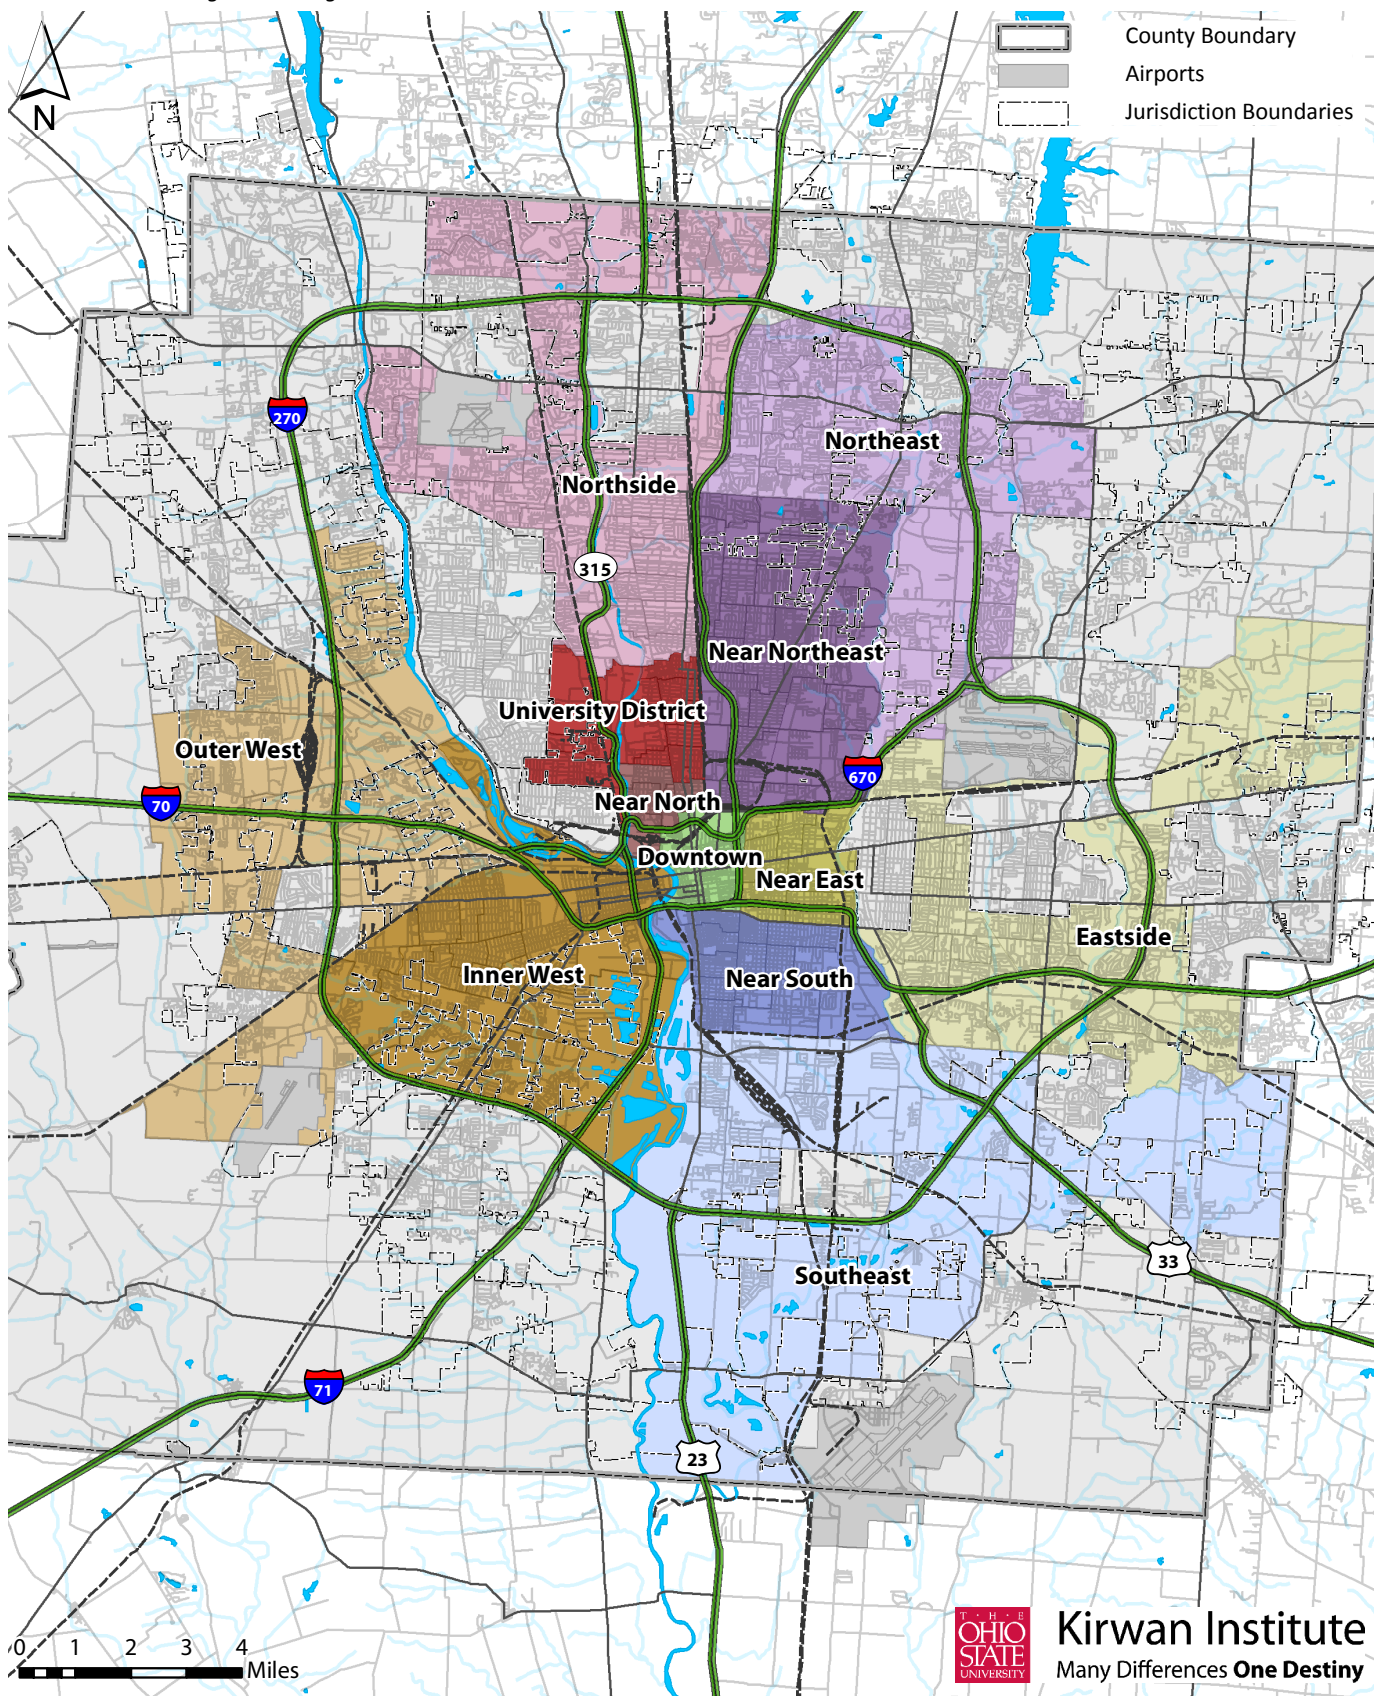 County Boundary
Airports
Jurisdiction Boundaries
N
270
Northeast
Northside
315
Near Northeast
University District
Outer West
670
70
Near North
Downtown
Near East
Eastside
Inner West
Near South
33
Southeast
71
23
0 1 2 3 4
Miles
T·H·E
OHIO
STATE
UNIVERSITY
Kirwan Institute
Many Differences One Destiny